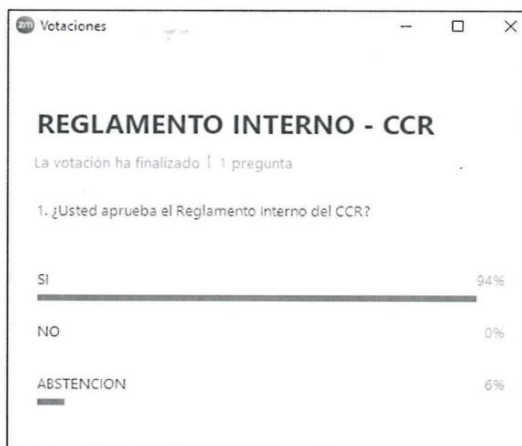 zm Votaciones
REGLAMENTO INTERNO - CCR
La votación ha finalizado | 1 pregunta
1. ¿Usted aprueba el Reglamento Interno del CCR?
SI 94%
NO 0%
ABSTENCION 6%